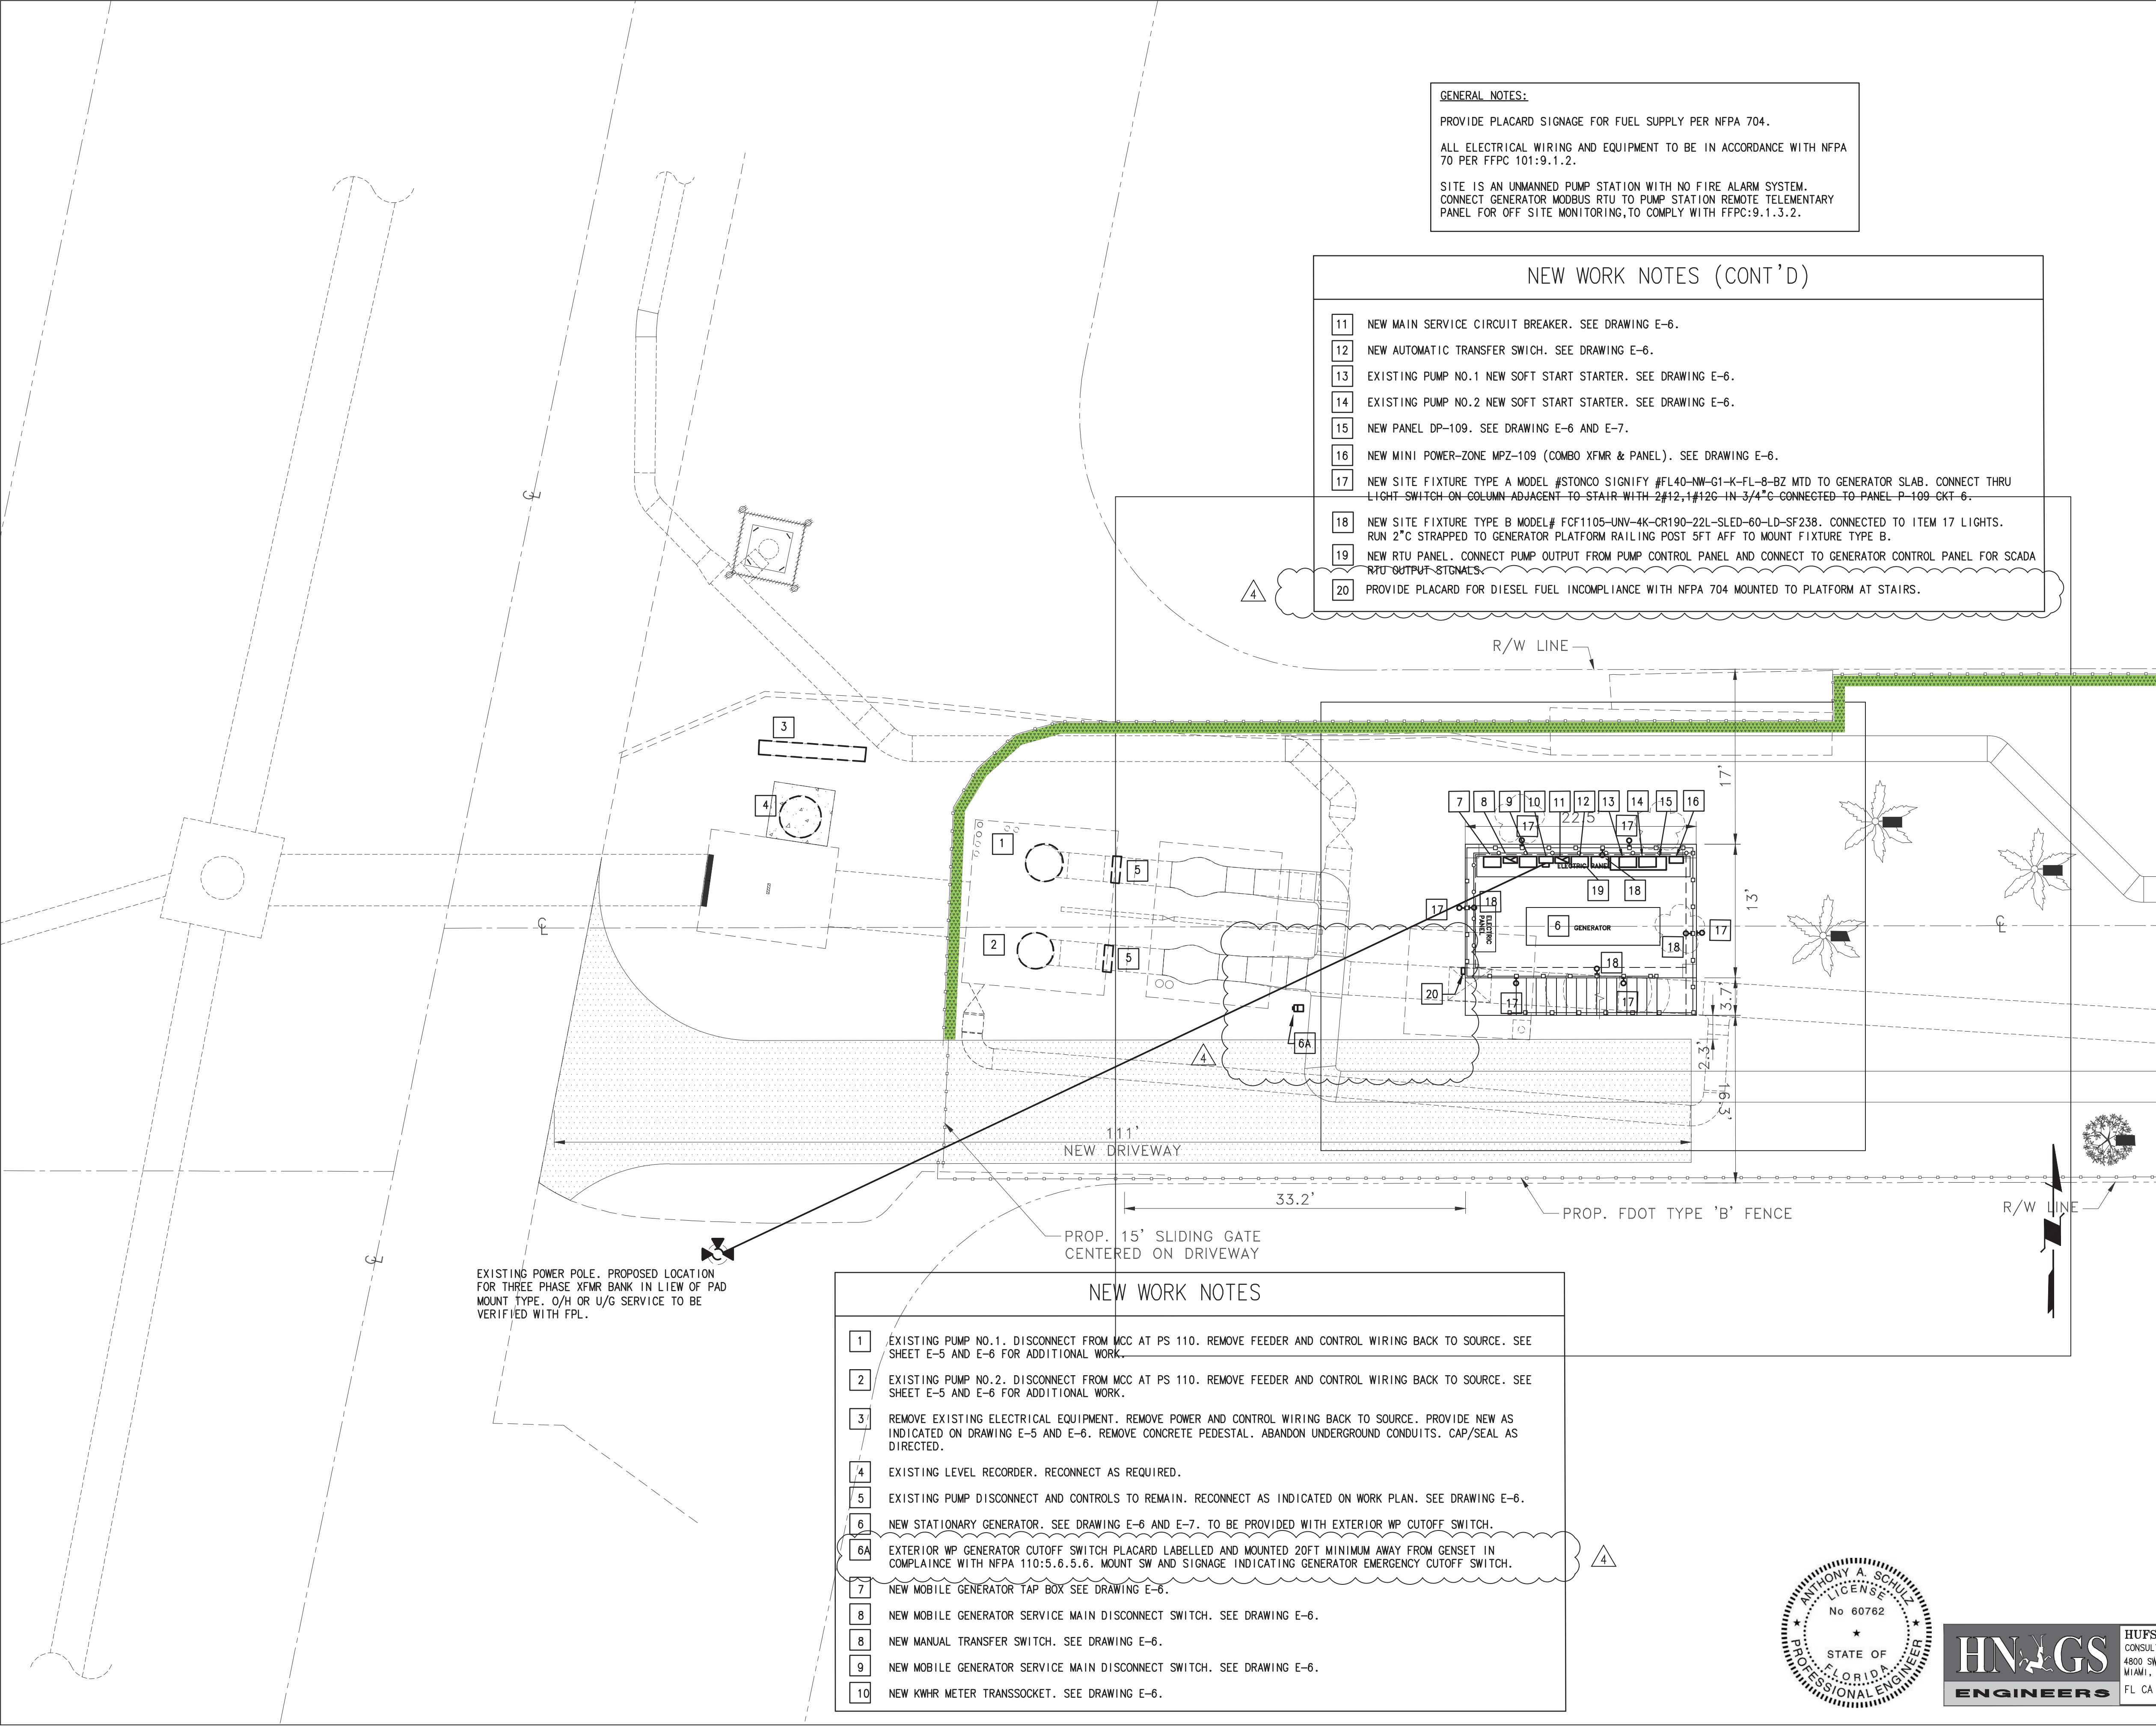 GENERAL NOTES:
PROVIDE PLACARD SIGNAGE FOR FUEL SUPPLY PER NFPA 704.
ALL ELECTRICAL WIRING AND EQUIPMENT TO BE IN ACCORDANCE WITH NFPA
70 PER FFPC 101:9.1.2.
SITE IS AN UNMANNED PUMP STATION WITH NO FIRE ALARM SYSTEM.
CONNECT GENERATOR MODBUS RTU TO PUMP STATION REMOTE TELEMENTARY
PANEL FOR OFF SITE MONITORING,TO COMPLY WITH FFPC:9.1.3.2.
NEW WORK NOTES (CONT'D)
11 NEW MAIN SERVICE CIRCUIT BREAKER. SEE DRAWING E-6.
12 NEW AUTOMATIC TRANSFER SWICH. SEE DRAWING E-6.
13 EXISTING PUMP NO.1 NEW SOFT START STARTER. SEE DRAWING E-6.
14 EXISTING PUMP NO.2 NEW SOFT START STARTER. SEE DRAWING E-6.
15 NEW PANEL DP-109. SEE DRAWING E-6 AND E-7.
16 NEW MINI POWER-ZONE MPZ-109 (COMBO XFMR & PANEL). SEE DRAWING E-6.
17 NEW SITE FIXTURE TYPE A MODEL #STONCO SIGNIFY #FL40-NW-G1-K-FL-8-BZ MTD TO GENERATOR SLAB. CONNECT THRU
LIGHT SWITCH ON COLUMN ADJACENT TO STAIR WITH 2#12,1#12G IN 3/4"C CONNECTED TO PANEL P-109 CKT 6.
18 NEW SITE FIXTURE TYPE B MODEL# FCF1105-UNV-4K-CR190-22L-SLED-60-LD-SF238. CONNECTED TO ITEM 17 LIGHTS.
RUN 2"C STRAPPED TO GENERATOR PLATFORM RAILING POST 5FT AFF TO MOUNT FIXTURE TYPE B.
19 NEW RTU PANEL. CONNECT PUMP OUTPUT FROM PUMP CONTROL PANEL AND CONNECT TO GENERATOR CONTROL PANEL FOR SCADA
RTU OUTPUT SIGNALS.
4
20 PROVIDE PLACARD FOR DIESEL FUEL INCOMPLIANCE WITH NFPA 704 MOUNTED TO PLATFORM AT STAIRS.
R/W LINE
CL
3
4
1
5
2
5
7 8 9 10 11 12 13 14 15 16
22.5'
17 17
17'
ELECTRIC PANEL
19 18
17 18
ELECTRIC
PANEL
6 GENERATOR
13'
17
18
18
20
17 17
3.7'
CL
CL
6A
4
2.3'
16.3'
111'
NEW DRIVEWAY
33.2'
PROP. FDOT TYPE 'B' FENCE
R/W LINE
PROP. 15' SLIDING GATE
CENTERED ON DRIVEWAY
CL
EXISTING POWER POLE. PROPOSED LOCATION
FOR THREE PHASE XFMR BANK IN LIEW OF PAD
MOUNT TYPE. O/H OR U/G SERVICE TO BE
VERIFIED WITH FPL.
NEW WORK NOTES
1 EXISTING PUMP NO.1. DISCONNECT FROM MCC AT PS 110. REMOVE FEEDER AND CONTROL WIRING BACK TO SOURCE. SEE
SHEET E-5 AND E-6 FOR ADDITIONAL WORK.
2 EXISTING PUMP NO.2. DISCONNECT FROM MCC AT PS 110. REMOVE FEEDER AND CONTROL WIRING BACK TO SOURCE. SEE
SHEET E-5 AND E-6 FOR ADDITIONAL WORK.
3 REMOVE EXISTING ELECTRICAL EQUIPMENT. REMOVE POWER AND CONTROL WIRING BACK TO SOURCE. PROVIDE NEW AS
INDICATED ON DRAWING E-5 AND E-6. REMOVE CONCRETE PEDESTAL. ABANDON UNDERGROUND CONDUITS. CAP/SEAL AS
DIRECTED.
4 EXISTING LEVEL RECORDER. RECONNECT AS REQUIRED.
5 EXISTING PUMP DISCONNECT AND CONTROLS TO REMAIN. RECONNECT AS INDICATED ON WORK PLAN. SEE DRAWING E-6.
6 NEW STATIONARY GENERATOR. SEE DRAWING E-6 AND E-7. TO BE PROVIDED WITH EXTERIOR WP CUTOFF SWITCH.
6A EXTERIOR WP GENERATOR CUTOFF SWITCH PLACARD LABELLED AND MOUNTED 20FT MINIMUM AWAY FROM GENSET IN
COMPLAINCE WITH NFPA 110:5.6.5.6. MOUNT SW AND SIGNAGE INDICATING GENERATOR EMERGENCY CUTOFF SWITCH.
4
7 NEW MOBILE GENERATOR TAP BOX SEE DRAWING E-6.
8 NEW MOBILE GENERATOR SERVICE MAIN DISCONNECT SWITCH. SEE DRAWING E-6.
8 NEW MANUAL TRANSFER SWITCH. SEE DRAWING E-6.
9 NEW MOBILE GENERATOR SERVICE MAIN DISCONNECT SWITCH. SEE DRAWING E-6.
10 NEW KWHR METER TRANSSOCKET. SEE DRAWING E-6.
ANTHONY A. SCHULZ
LICENSE
No 60762
STATE OF
FLORIDA
PROFESSIONAL ENGINEER
HNGS
ENGINEERS
HUFS
CONSUL
4800 SW
MIAMI,
FL CA